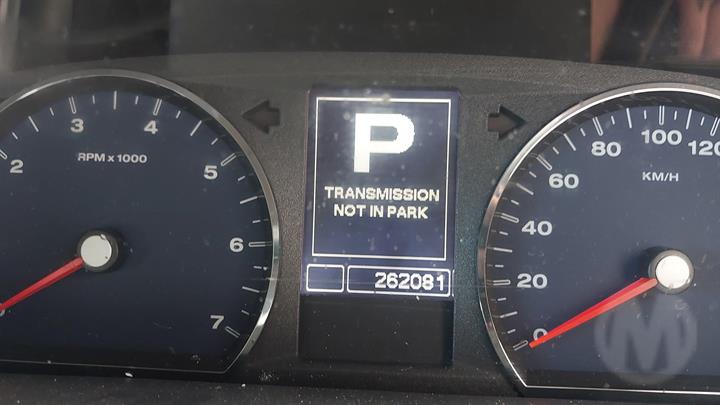 P
TRANSMISSION
NOT IN PARK
262081
RPM x 1000
2
3
4
5
6
7
KM/H
0
20
40
60
80
100
120
M